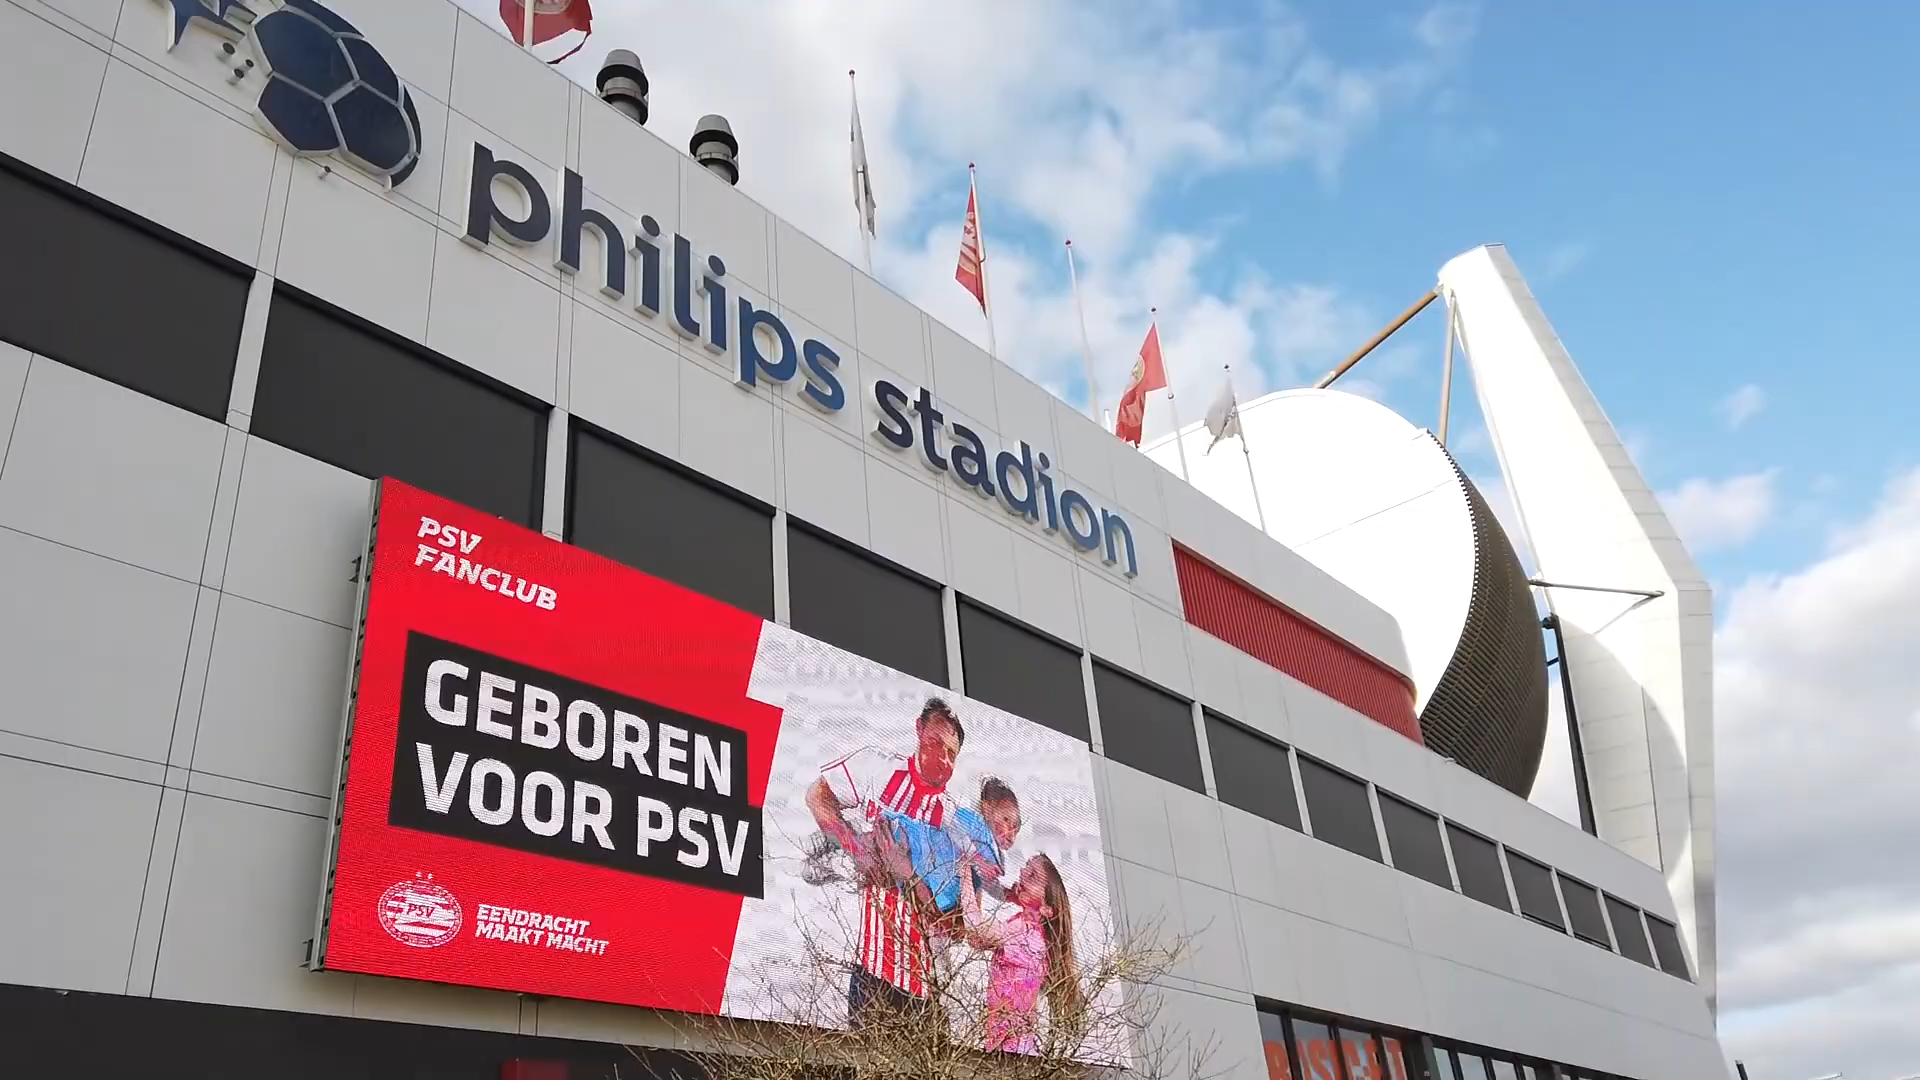 philips stadion
PSV
FANCLUB
GEBOREN
VOOR PSV
PSV
EENDRACHT
MAAKT MACHT